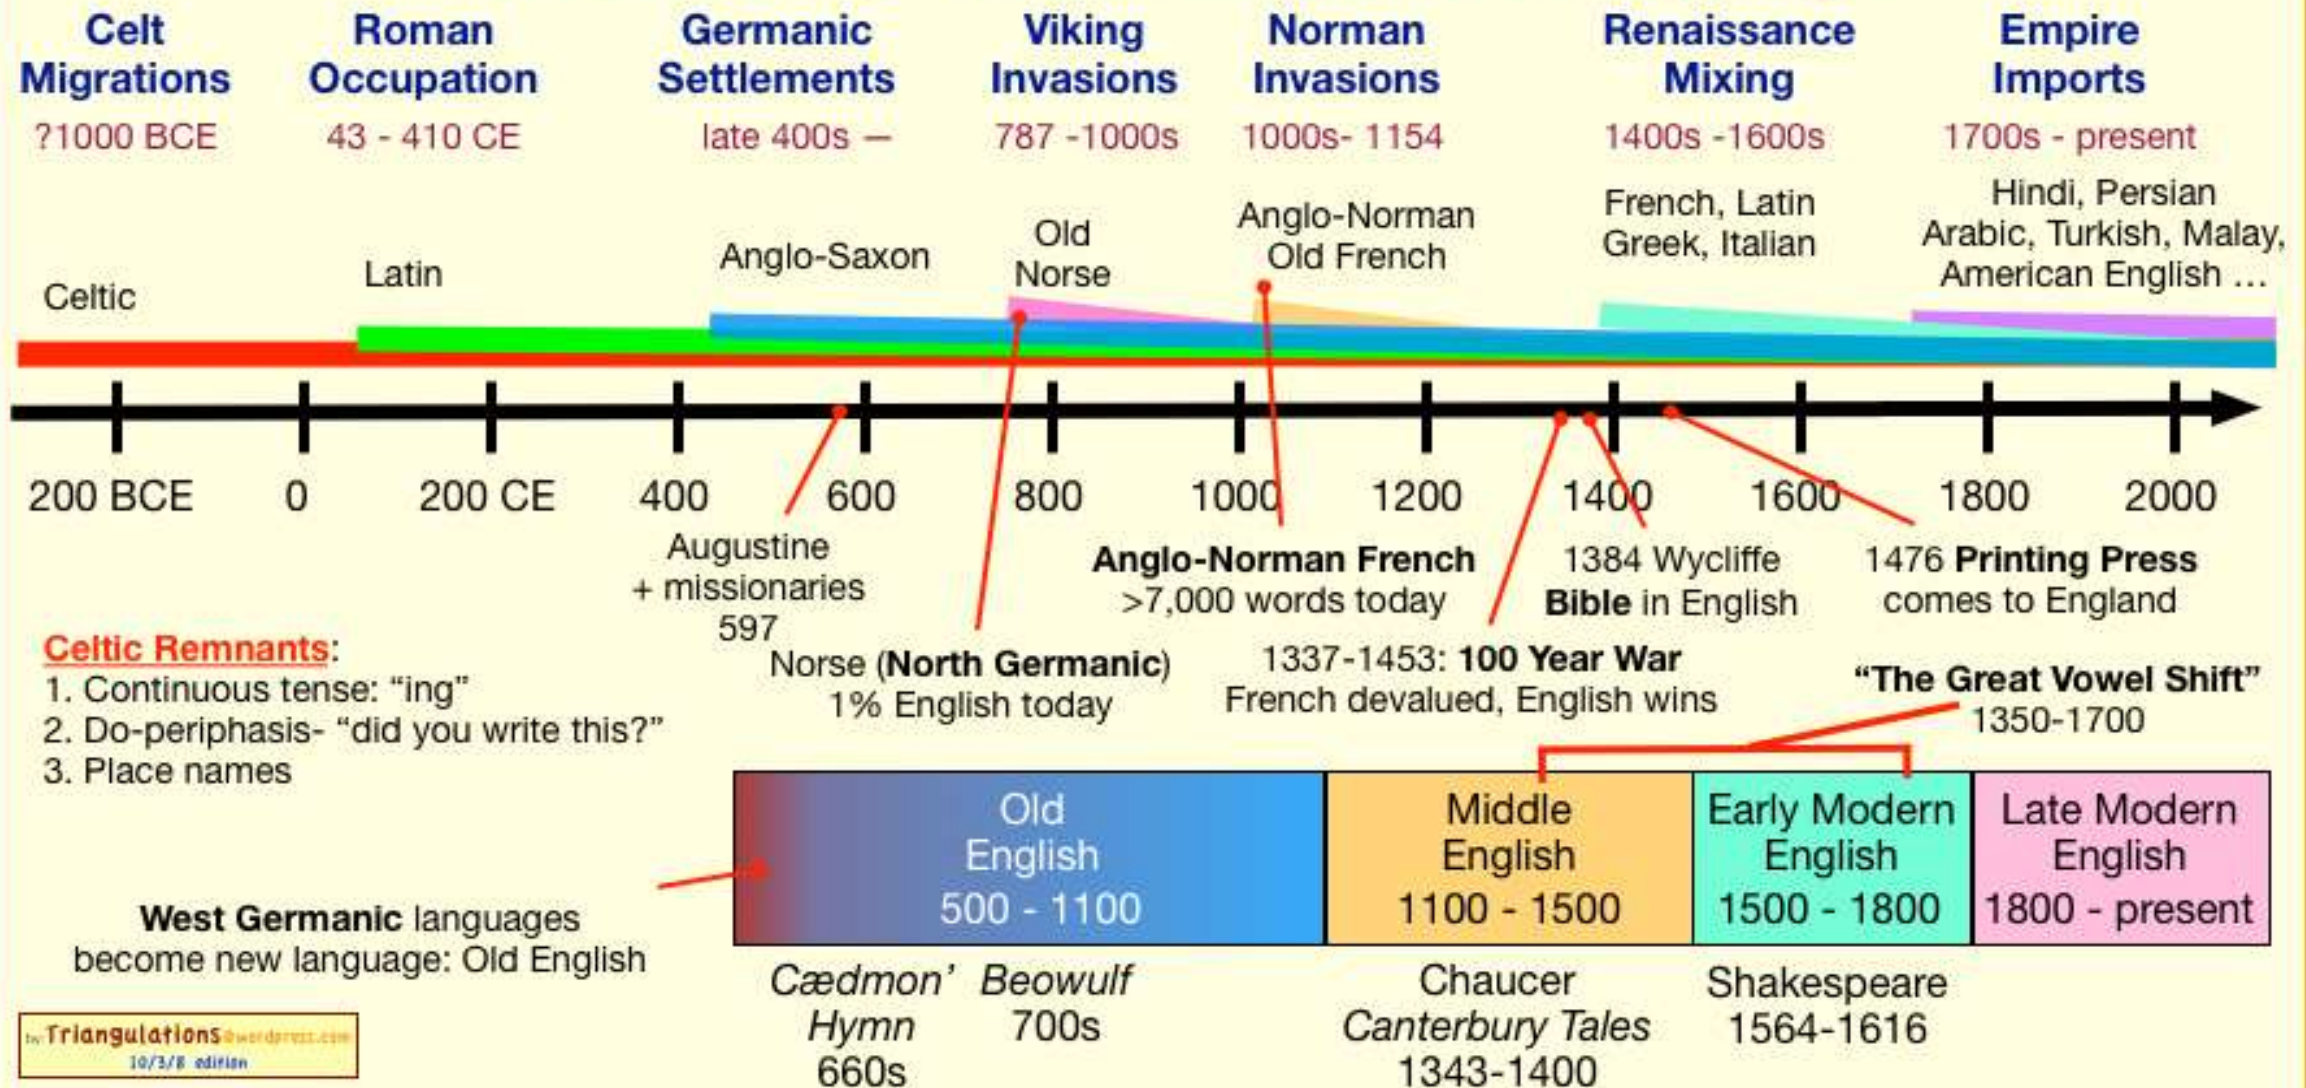 Celt
Migrations
?1000 BCE
Roman
Occupation
43 - 410 CE
Germanic
Settlements
late 400s —
Viking
Invasions
787 -1000s
Norman
Invasions
1000s- 1154
Renaissance
Mixing
1400s -1600s
Empire
Imports
1700s - present
Celtic
Latin
Anglo-Saxon
Old
Norse
Anglo-Norman
Old French
French, Latin
Greek, Italian
Hindi, Persian
Arabic, Turkish, Malay,
American English ...
200 BCE 0 200 CE 400 600 800 1000 1200 1400 1600 1800 2000
Augustine
+ missionaries
597
Norse (North Germanic)
1% English today
Anglo-Norman French
>7,000 words today
1337-1453: 100 Year War
French devalued, English wins
1384 Wycliffe
Bible in English
1476 Printing Press
comes to England
“The Great Vowel Shift”
1350-1700
Celtic Remnants:
1. Continuous tense: “ing”
2. Do-periphasis- “did you write this?”
3. Place names
West Germanic languages
become new language: Old English
Old
English
500 - 1100
Middle
English
1100 - 1500
Early Modern
English
1500 - 1800
Late Modern
English
1800 - present
Cædmon’
Hymn
660s
Beowulf
700s
Chaucer
Canterbury Tales
1343-1400
Shakespeare
1564-1616
by: Triangulations@wordpress.com
10/3/8 edition